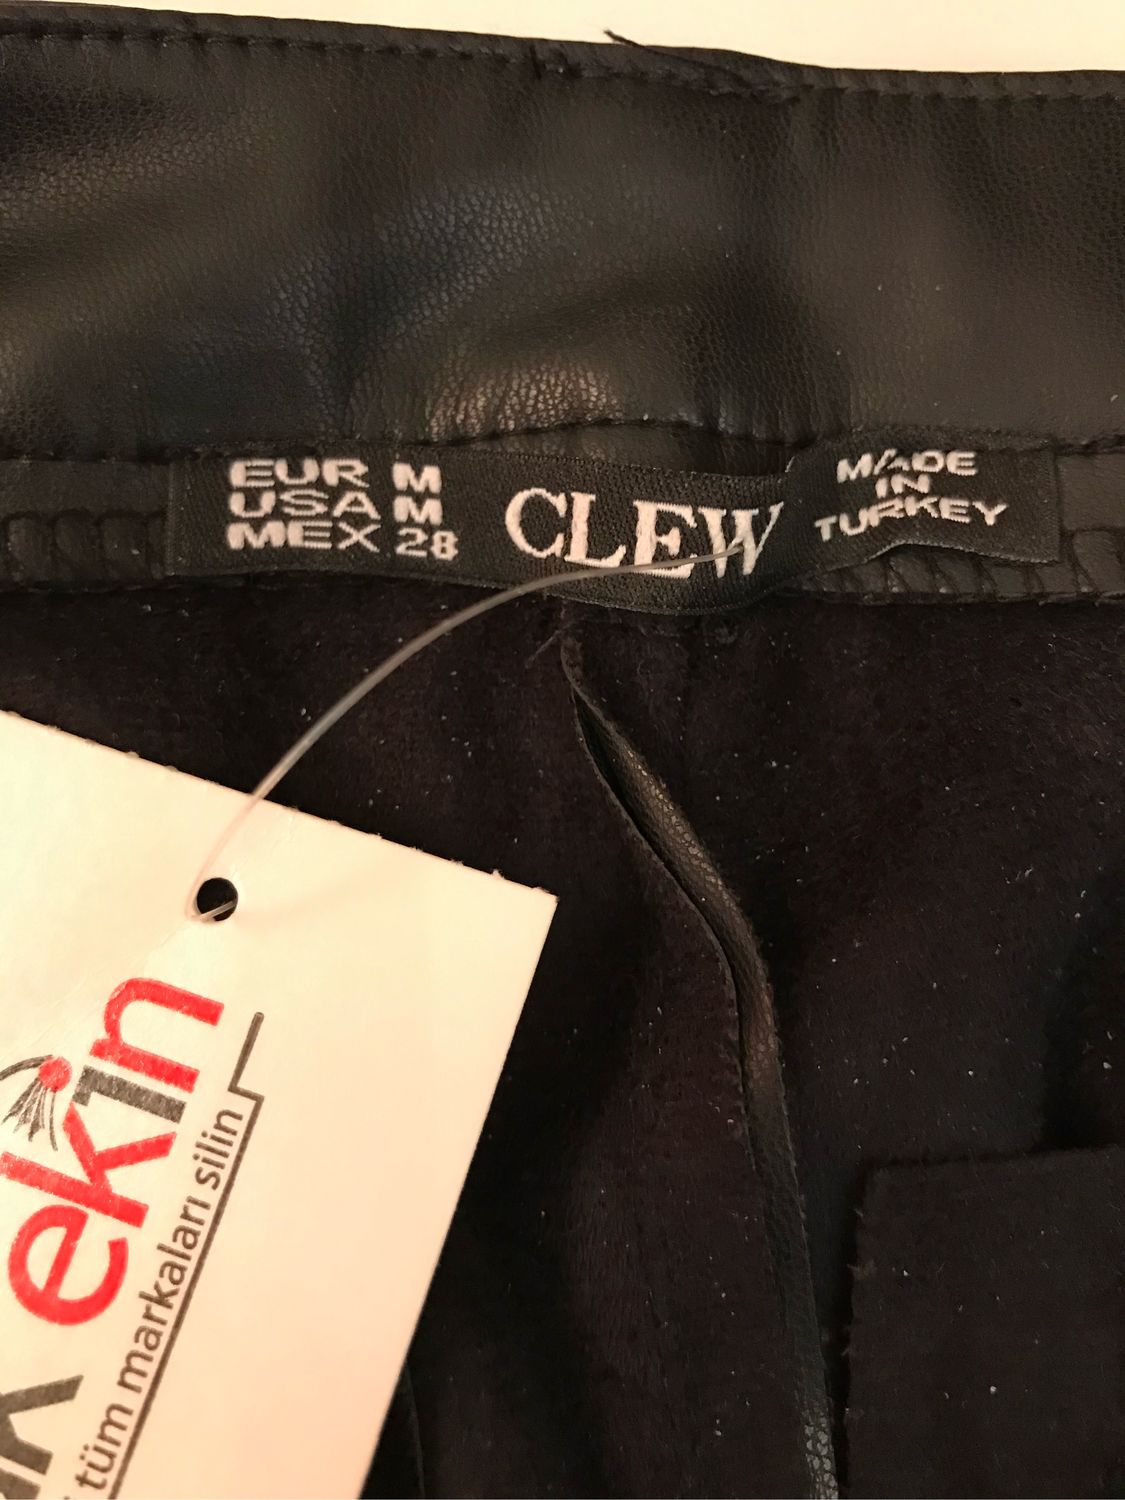 EUR M
USA M
MEX 28
CLEW
MADE
IN
TURKEY
ekin
tüm markaları silin